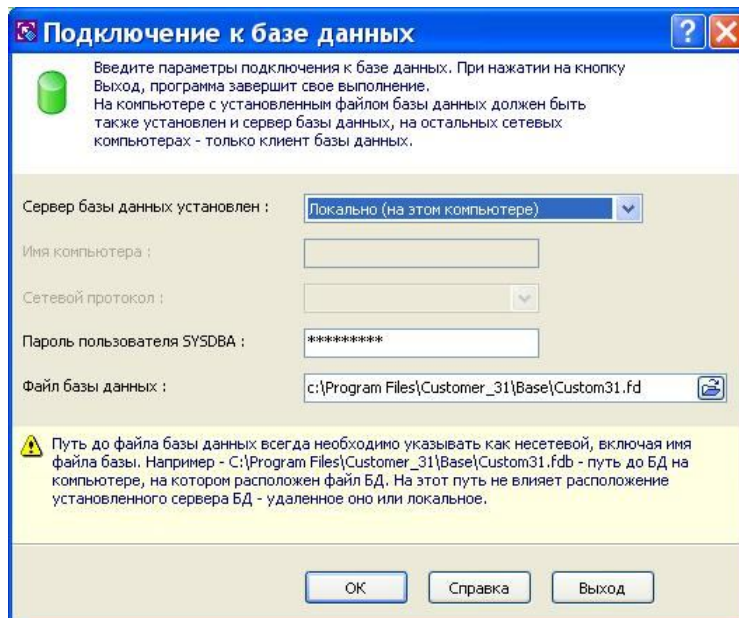 Подключение к базе данных
Введите параметры подключения к базе данных. При нажатии на кнопку
Выход, программа завершит свое выполнение.
На компьютере с установленным файлом базы данных должен быть
также установлен и сервер базы данных, на остальных сетевых
компьютерах - только клиент базы данных.
Сервер базы данных установлен :
Локально (на этом компьютере)
Имя компьютера :
Сетевой протокол :
Пароль пользователя SYSDBA :
*********
Файл базы данных :
c:\Program Files\Customer_31\Base\Custom31.fd
Путь до файла базы данных всегда необходимо указывать как несетевой, включая имя
файла базы. Например - C:\Program Files\Customer_31\Base\Custom31.fdb - путь до БД на
компьютере, на котором расположен файл БД. На этот путь не влияет расположение
установленного сервера БД - удаленное оно или локальное.
ОК
Справка
Выход